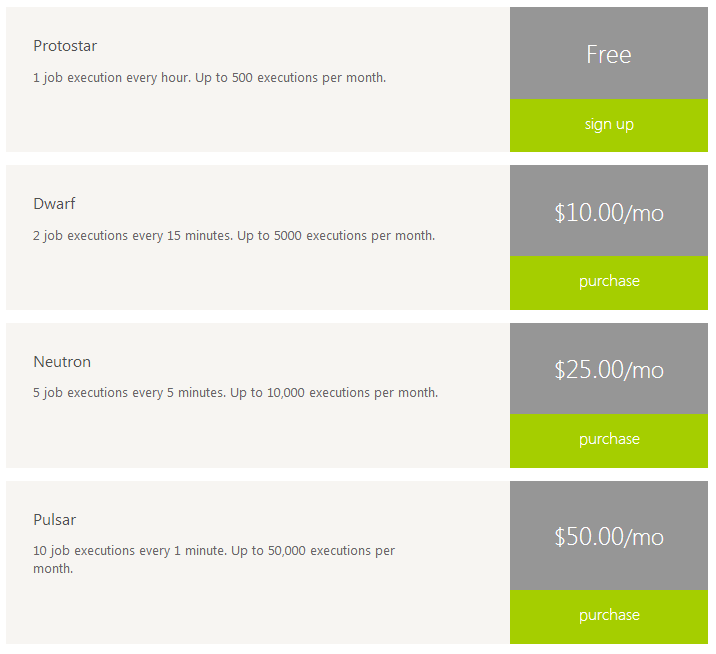 Protostar
1 job execution every hour. Up to 500 executions per month.
Free
sign up
Dwarf
2 job executions every 15 minutes. Up to 5000 executions per month.
$10.00/mo
purchase
Neutron
5 job executions every 5 minutes. Up to 10,000 executions per month.
$25.00/mo
purchase
Pulsar
10 job executions every 1 minute. Up to 50,000 executions per
month.
$50.00/mo
purchase